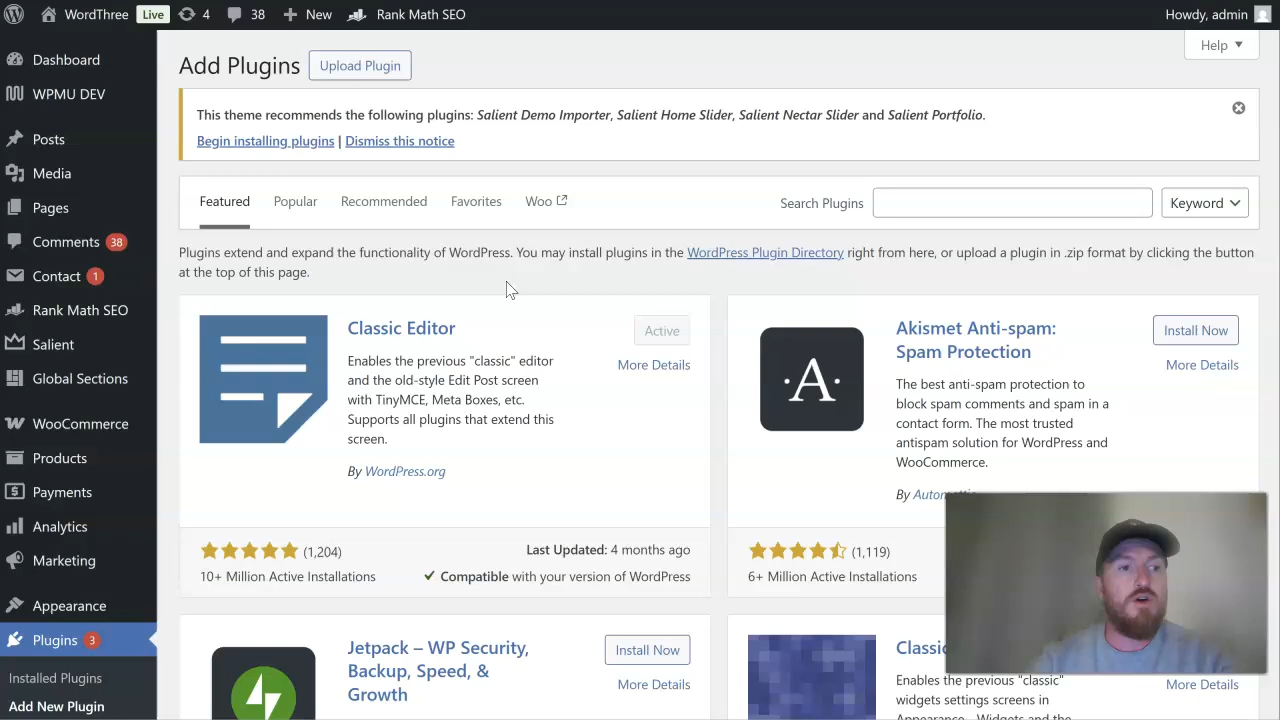 WordThree Live 4 38 New Rank Math SEO Howdy, admin
Dashboard
WPMU DEV
Posts
Media
Pages
Comments 38
Contact 1
Rank Math SEO
Salient
Global Sections
WooCommerce
Products
Payments
Analytics
Marketing
Appearance
Plugins 3
Installed Plugins
Add New Plugin
Help
Add Plugins Upload Plugin
This theme recommends the following plugins: Salient Demo Importer, Salient Home Slider, Salient Nectar Slider and Salient Portfolio.
Begin installing plugins | Dismiss this notice
Featured Popular Recommended Favorites Woo Search Plugins Keyword
Plugins extend and expand the functionality of WordPress. You may install plugins in the WordPress Plugin Directory right from here, or upload a plugin in .zip format by clicking the button
at the top of this page.
Classic Editor Active
More Details
Enables the previous "classic" editor
and the old-style Edit Post screen
with TinyMCE, Meta Boxes, etc.
Supports all plugins that extend this
screen.
By WordPress.org
(1,204) Last Updated: 4 months ago
10+ Million Active Installations Compatible with your version of WordPress
·A·
Akismet Anti-spam: Install Now
Spam Protection More Details
The best anti-spam protection to
block spam comments and spam in a
contact form. The most trusted
antispam solution for WordPress and
WooCommerce.
By
(1,119)
6+ Million Active Installations
Jetpack – WP Security, Install Now
Backup, Speed, & More Details
Growth
More Details
Enables the previous "classic"
widgets settings screens in